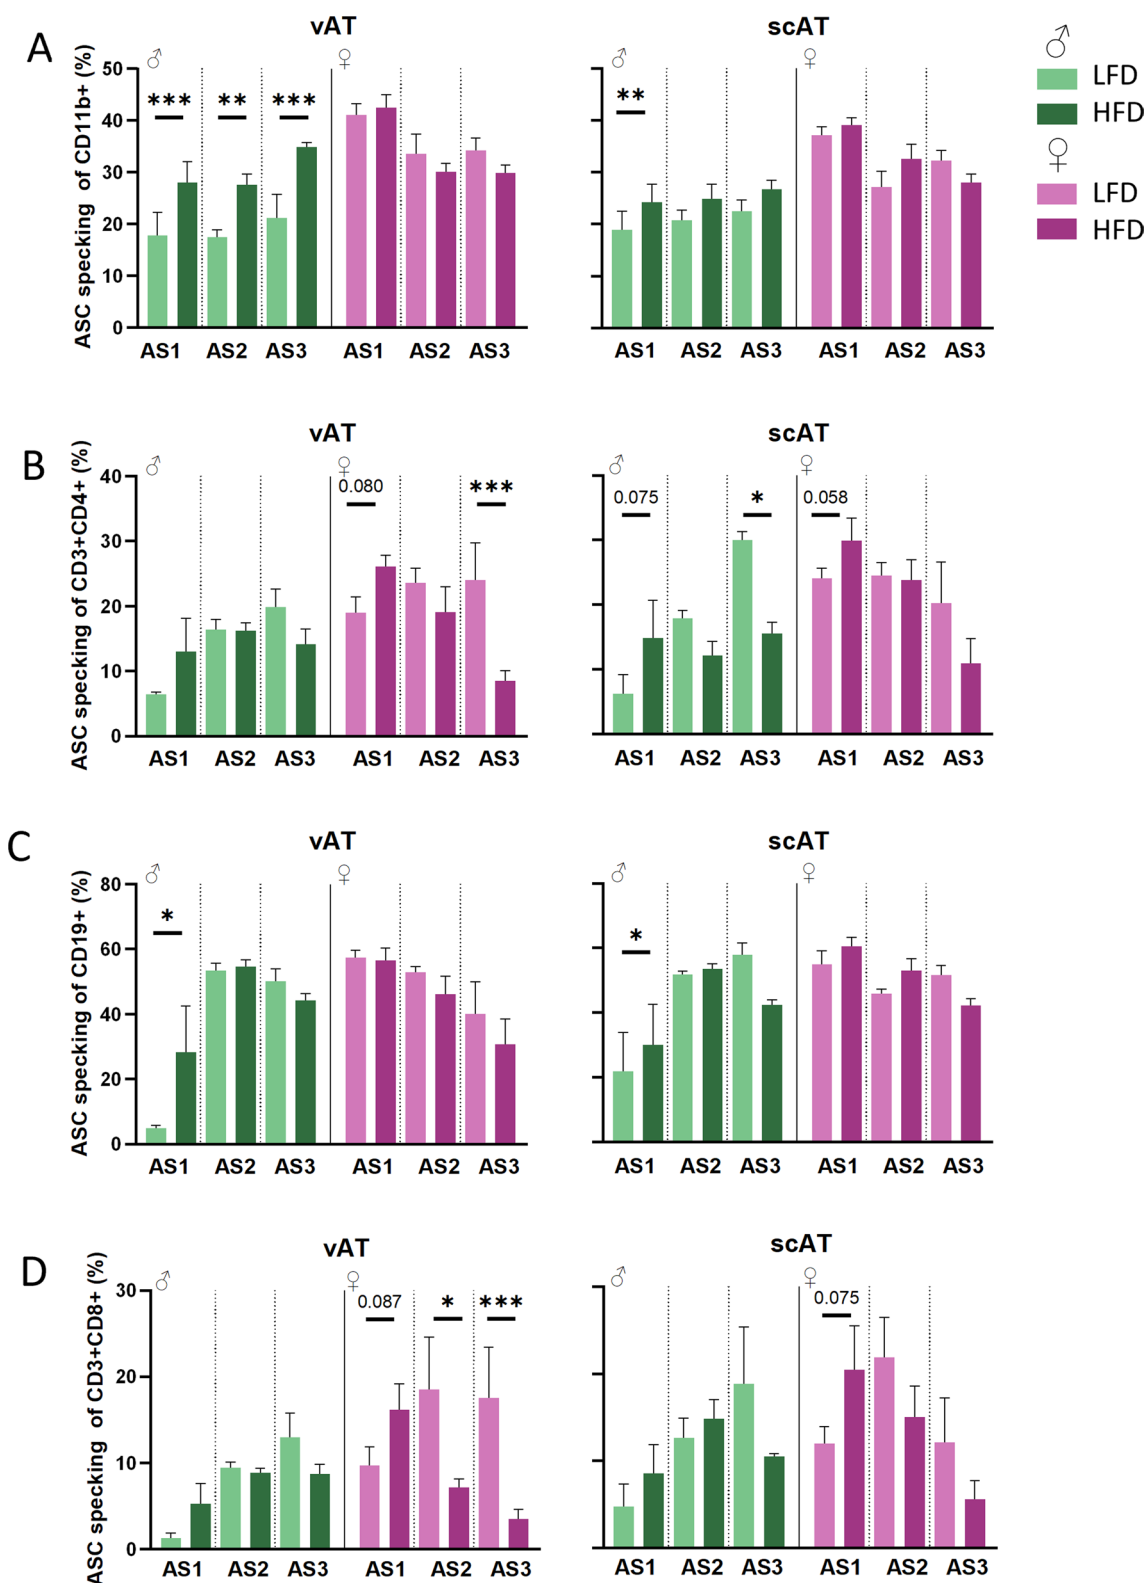 A
vAT
scAT
♂
♀
♂
♀
♂
LFD
HFD
♀
LFD
HFD
ASC specking of CD11b+ (%)
50
40
30
20
10
0
*** ** ***
**
AS1 AS2 AS3 AS1 AS2 AS3
AS1 AS2 AS3 AS1 AS2 AS3
B
vAT
scAT
♂
♀
♂
♀
ASC specking of CD3+CD4+ (%)
40
30
20
10
0
0.080 ***
0.075 * 0.058
AS1 AS2 AS3 AS1 AS2 AS3
AS1 AS2 AS3 AS1 AS2 AS3
C
vAT
scAT
♂
♀
♂
♀
ASC specking of CD19+ (%)
80
60
40
20
0
*
*
AS1 AS2 AS3 AS1 AS2 AS3
AS1 AS2 AS3 AS1 AS2 AS3
D
vAT
scAT
♂
♀
♂
♀
ASC specking of CD3+CD8+ (%)
30
20
10
0
0.087 * ***
0.075
AS1 AS2 AS3 AS1 AS2 AS3
AS1 AS2 AS3 AS1 AS2 AS3